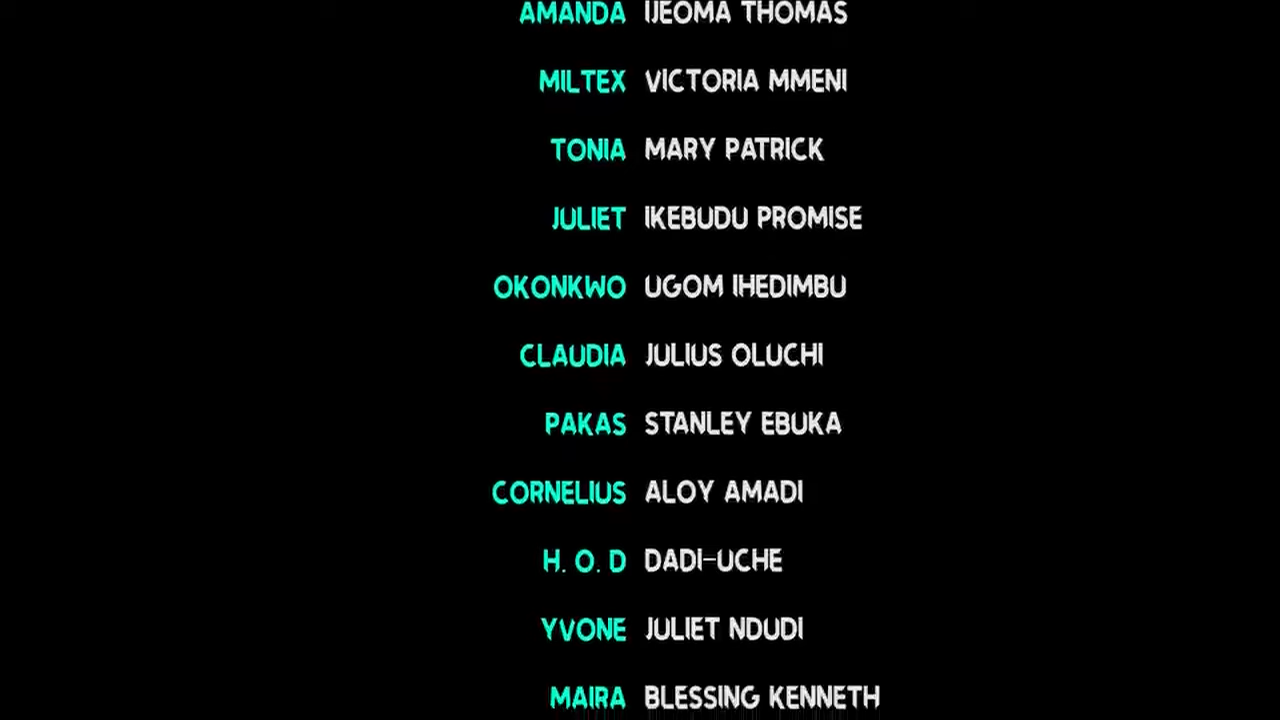 AMANDA IJEOMA THOMAS
MILTEX VICTORIA MMENI
TONIA MARY PATRICK
JULIET IKEBUDU PROMISE
OKONKWO UGOM IHEDIMBU
CLAUDIA JULIUS OLUCHI
PAKAS STANLEY EBUKA
CORNELIUS ALOY AMADI
H. O. D DADI-UCHE
YVONE JULIET NDUDI
MAIRA BLESSING KENNETH